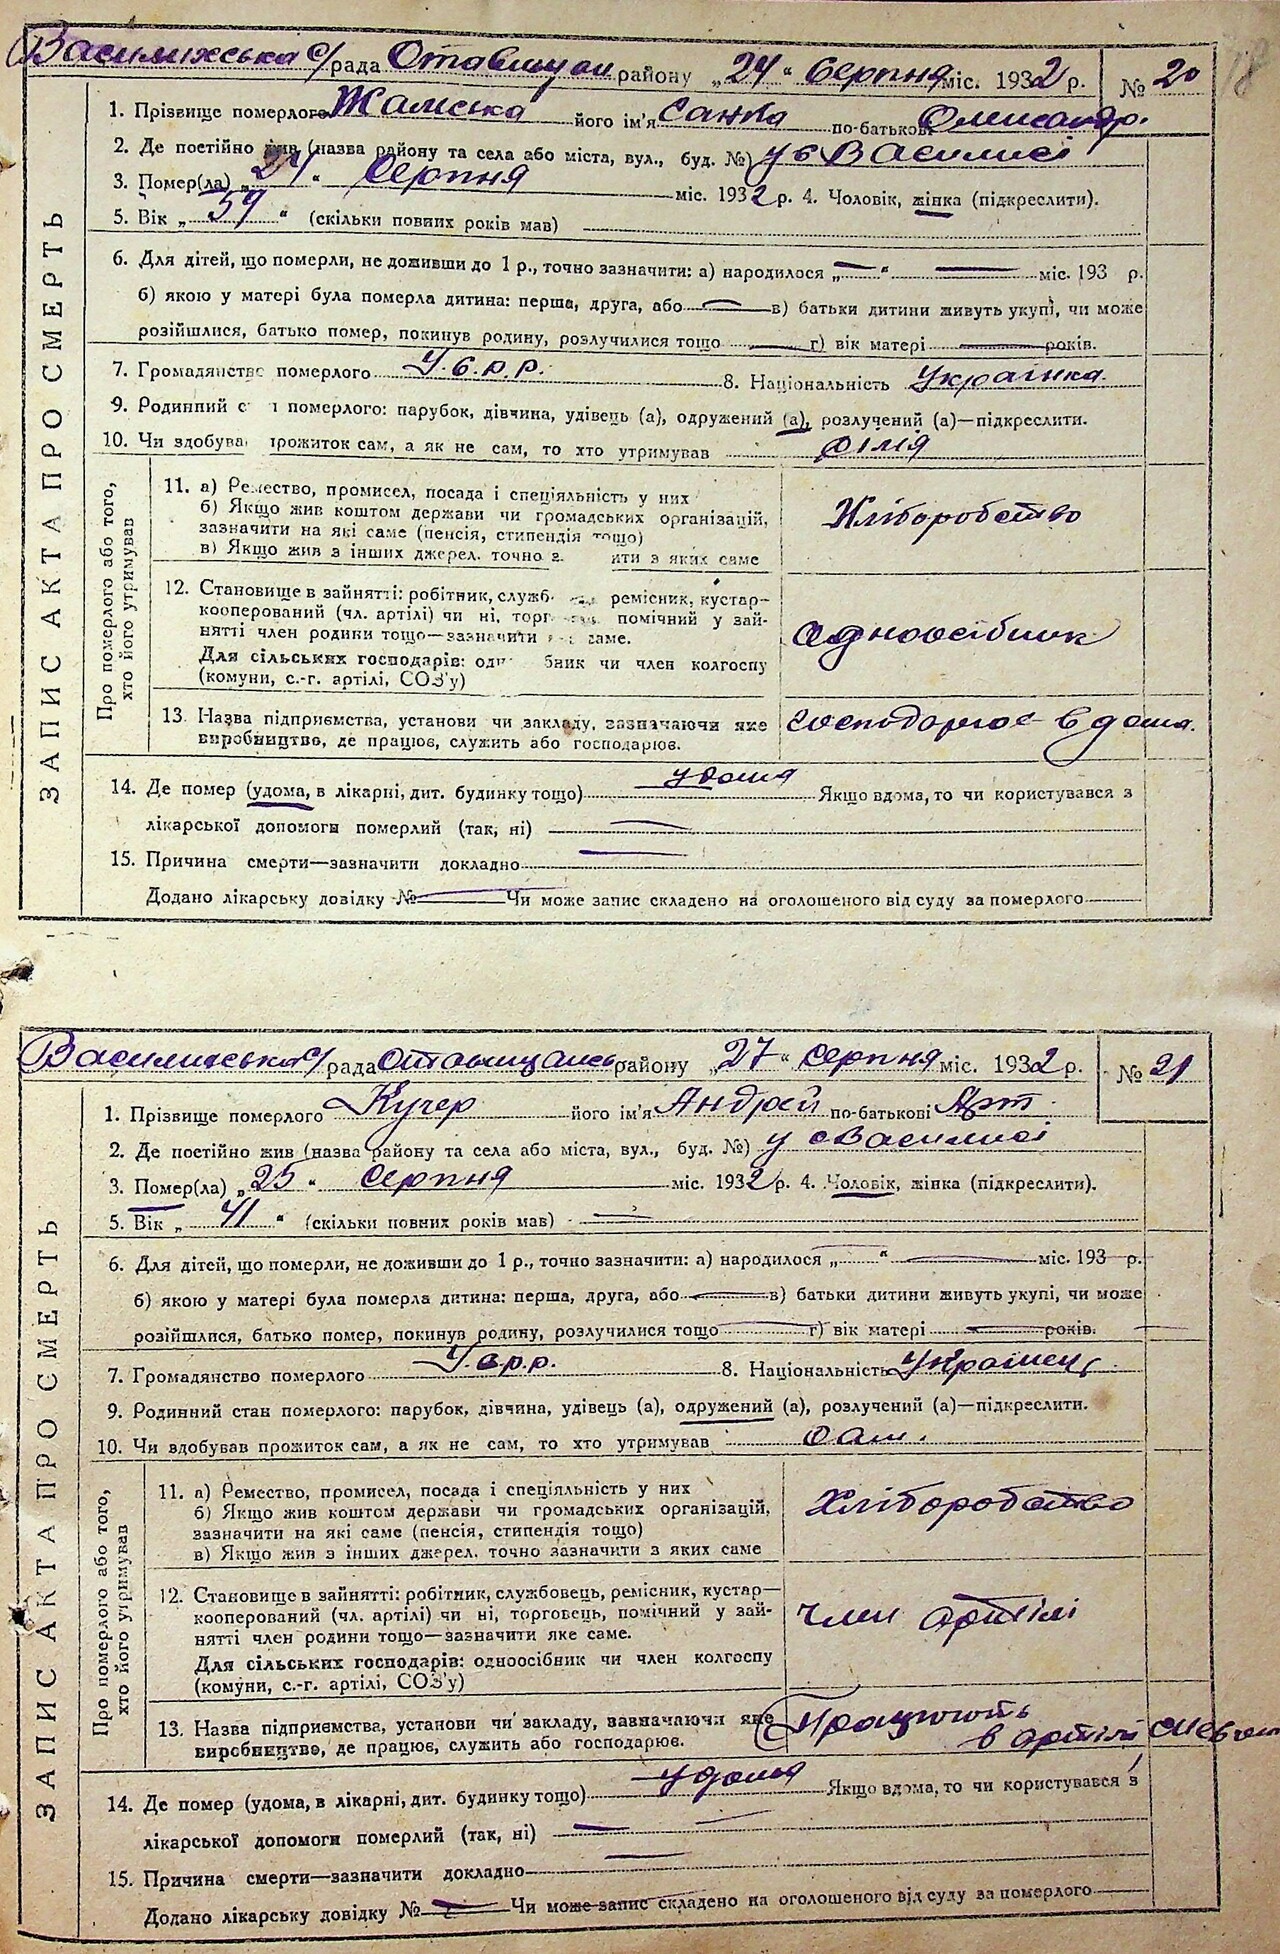 Василихська с/рада Ставищан району „24“ Серпня міс. 1932 р. № 20
18
1. Прізвище померлого Жамська його ім'я Санка по-батькові Олександр.
2. Де постійно жив (назва району та села або міста, вул., буд. №) у с Василисі
3. Помер(ла) „24“ Серпня міс. 1932 р. 4. Чоловік, жінка (підкреслити).
5. Вік „59“ (скільки повних років мав)
6. Для дітей, що померли, не доживши до 1 р., точно зазначити: а) народилося „—“ — міс. 193 р.
б) якою у матері була померла дитина: перша, друга, або — в) батьки дитини живуть укупі, чи може
розійшлися, батько помер, покинув родину, розлучилися тощо — г) вік матері — років.
7. Громадянство померлого У.с.р.р. 8. Національність Українка.
9. Родинний с н померлого: парубок, дівчина, удівець (а), одружений (а), розлучений (а)—підкреслити.
10. Чи здобува прожиток сам, а як не сам, то хто утримував
ЗАПИС АКТА ПРО СМЕРТЬ
Про померлого або того,
хто його утримував
11. а) Ремество, промисел, посада і спеціяльність у них
б) Якщо жив коштом держави чи громадських організацій,
зазначити на які саме (пенсія, стипендія тощо)
в) Якщо жив з інших джерел. точно з ити з яких саме
Хліборобство
12. Становище в зайнятті: робітник, служб ремісник, кустар—
кооперований (чл. артілі) чи ні, торг помічний у зай-
нятті член родини тощо—зазначити саме.
Для сільських господарів: од бник чи член колгоспу
(комуни, с.-г. артілі, СОЗ'у)
Одноосібник
13. Назва підприємства, установи чи закладу, зазначаючи яке
виробництво, де працює, служить або господарює.
Господарює в дома.
14. Де помер (удома, в лікарні, дит. будинку тощо) удома Якщо вдома, то чи користувався з
лікарської допомоги померлий (так, ні) —
15. Причина смерти—зазначити докладно —
Додано лікарську довідку № — Чи може запис складено на оголошеного від суду за померлого
Василиська с/рада Ставищансь району „27“ серпня міс. 1932 р. № 21
1. Прізвище померлого Кучер його ім'я Андрей по-батькові Арт.
2. Де постійно жив (назва району та села або міста, вул., буд. №) у с Василисі
3. Помер(ла) „25“ Серпня міс. 1932 р. 4. Чоловік, жінка (підкреслити).
5. Вік „41“ (скільки повних років мав) —
6. Для дітей, що померли, не доживши до 1 р., точно зазначити: а) народилося „—“ — міс. 193 р.
б) якою у матері була померла дитина: перша, друга, або — в) батьки дитини живуть укупі, чи може
розійшлися, батько помер, покинув родину, розлучилися тощо — г) вік матері — років.
7. Громадянство померлого У.с.р.р. 8. Національність Українец
9. Родинний стан померлого: парубок, дівчина, удівець (а), одружений (а), розлучений (а)—підкреслити.
10. Чи здобував прожиток сам, а як не сам, то хто утримував сам.
ЗАПИС АКТА ПРО СМЕРТЬ
Про померлого або того,
хто його утримував
11. а) Ремество, промисел, посада і спеціяльність у них
б) Якщо жив коштом держави чи громадських організацій,
зазначити на які саме (пенсія, стипендія тощо)
в) Якщо жив з інших джерел. точно зазначити з яких саме
Хліборобство
12. Становище в зайнятті: робітник, службовець, ремісник, кустар—
кооперований (чл. артілі) чи ні, торговець, помічний у зай-
нятті член родини тощо—зазначити яке саме.
Для сільських господарів: одноосібник чи член колгоспу
(комуни, с.-г. артілі, СОЗ'у)
член артілі
13. Назва підприємства, установи чи закладу, зазначаючи яке
виробництво, де працює, служить або господарює.
Працюють
в артілі
14. Де помер (удома, в лікарні, дит. будинку тощо) удома Якщо вдома, то чи користувався з
лікарської допомоги померлий (так, ні) —
15. Причина смерти—зазначити докладно —
Додано лікарську довідку № — Чи може запис складено на оголошеного від суду за померлого